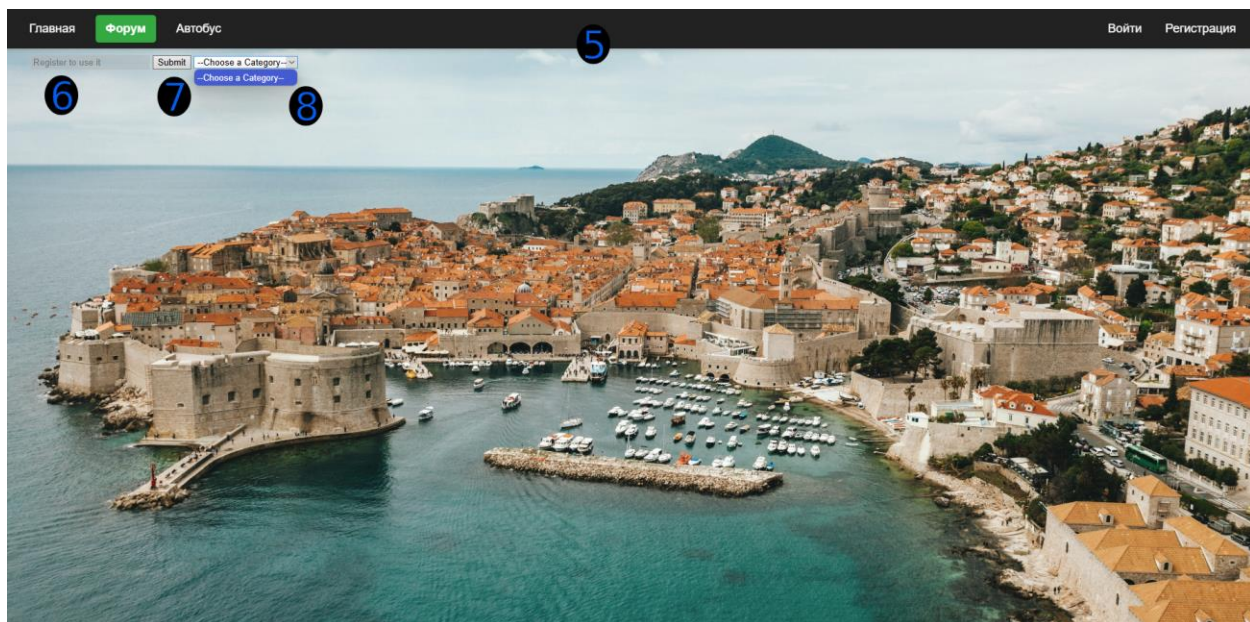 Главная Форум Автобус Войти Регистрация
5
Register to use it Submit --Choose a Category--
--Choose a Category--
6 7 8